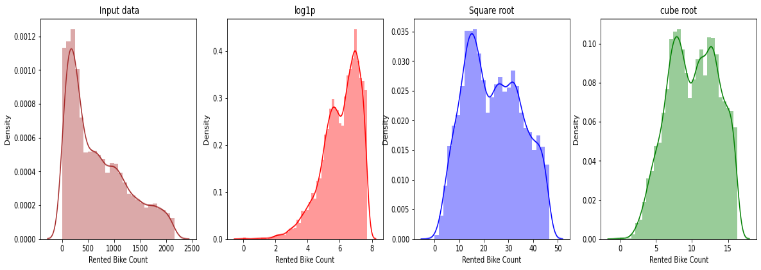 Input data
log1p
Square root
cube root
Density
0.0012
0.0010
0.0008
0.0006
0.0004
0.0002
0.0000
0 500 1000 1500 2000 2500
Rented Bike Count
Density
0.4
0.3
0.2
0.1
0.0
0 2 4 6 8
Rented Bike Count
Density
0.035
0.030
0.025
0.020
0.015
0.010
0.005
0.000
0 10 20 30 40 50
Rented Bike Count
Density
0.10
0.08
0.06
0.04
0.02
0.00
0 5 10 15
Rented Bike Count